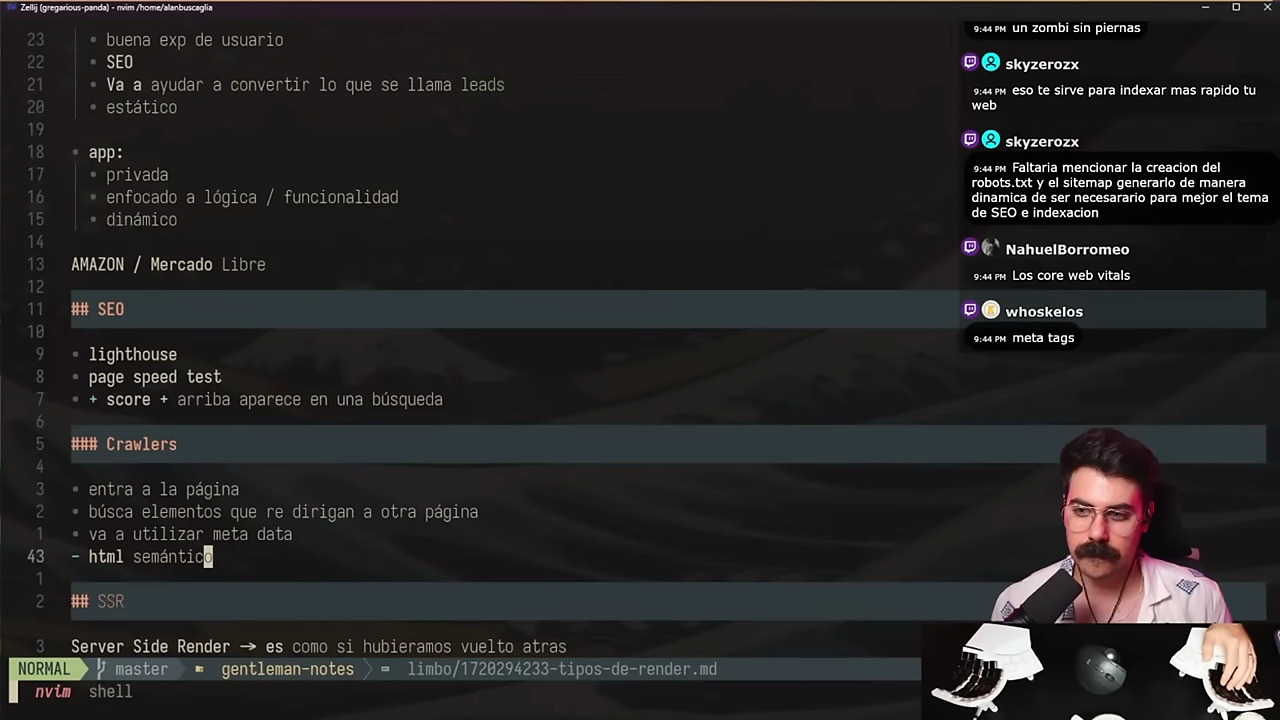 Zellij (gregarious-panda) - nvim /home/alanbuscaglia
23 • buena exp de usuario
22 • SEO
21 • Va a ayudar a convertir lo que se llama leads
20 • estático
19
18 • app:
17 • privada
16 • enfocado a lógica / funcionalidad
15 • dinámico
14
13 AMAZON / Mercado Libre
12
11 ## SEO
10
9 • lighthouse
8 • page speed test
7 • + score + arriba aparece en una búsqueda
6
5 ### Crawlers
4
3 • entra a la página
2 • búsca elementos que re dirigan a otra página
1 • va a utilizar meta data
43 - html semántico
1
2 ## SSR
3 Server Side Render → es como si hubieramos vuelto atras
NORMAL master gentleman-notes limbo/1720294233-tipos-de-render.md
nvim shell
9:44 PM un zombi sin piernas
skyzerozx
9:44 PM eso te sirve para indexar mas rapido tu
web
skyzerozx
9:44 PM Faltaria mencionar la creacion del
robots.txt y el sitemap generarlo de manera
dinamica de ser necesarario para mejor el tema
de SEO e indexacion
NahuelBorromeo
9:44 PM Los core web vitals
whoskelos
9:44 PM meta tags